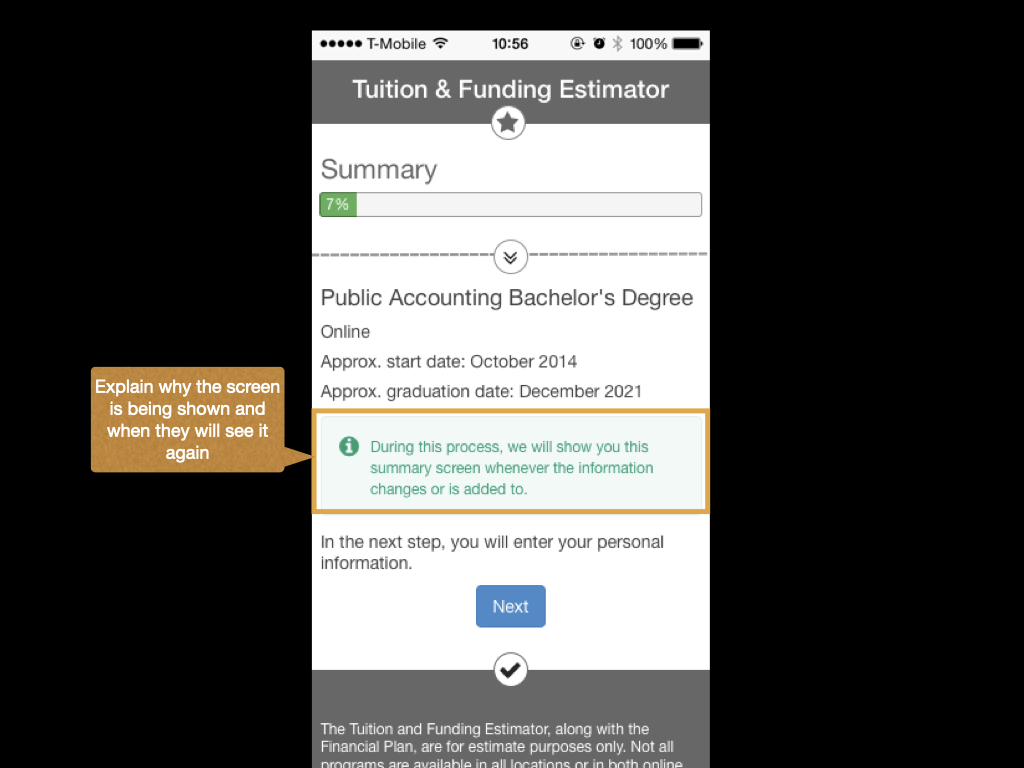 T-Mobile 10:56 100%
Tuition & Funding Estimator
Summary
7%
Public Accounting Bachelor's Degree
Online
Approx. start date: October 2014
Approx. graduation date: December 2021
Explain why the screen
is being shown and
when they will see it
again
During this process, we will show you this
summary screen whenever the information
changes or is added to.
In the next step, you will enter your personal
information.
Next
The Tuition and Funding Estimator, along with the
Financial Plan, are for estimate purposes only. Not all
programs are available in all locations or in both online